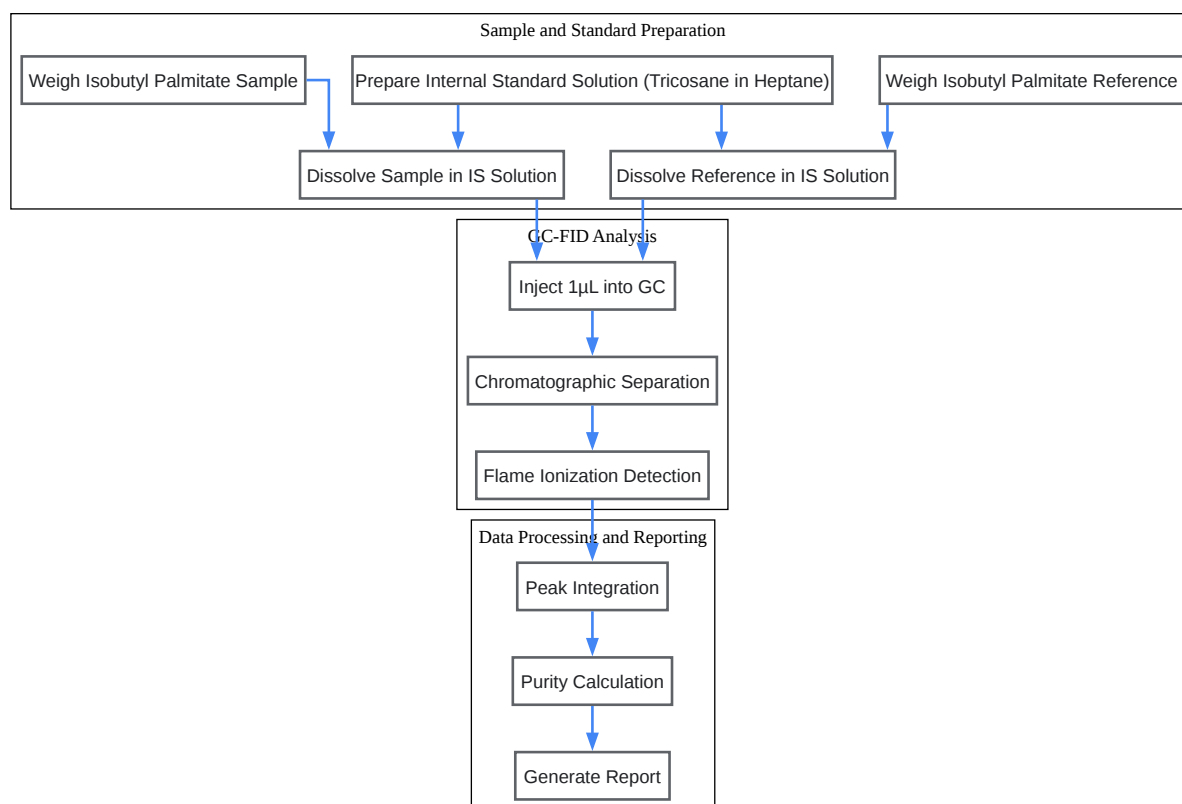 Sample and Standard Preparation
Weigh Isobutyl Palmitate Sample
Prepare Internal Standard Solution (Tricosane in Heptane)
Weigh Isobutyl Palmitate Reference
Dissolve Sample in IS Solution
Dissolve Reference in IS Solution
GC-FID Analysis
Inject 1µL into GC
Chromatographic Separation
Flame Ionization Detection
Data Processing and Reporting
Peak Integration
Purity Calculation
Generate Report